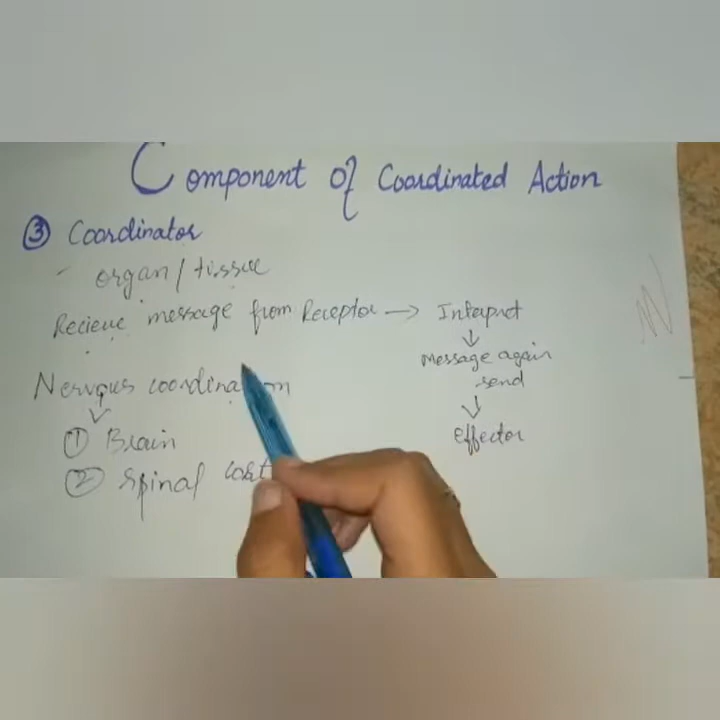 Component of Coordinated Action
③ Coordinator
- organ/tissue
Recieve message from Receptor → Interpret
↓
Message again
send
↓
effector
Nervous coordination
↓
① Brain
② Spinal